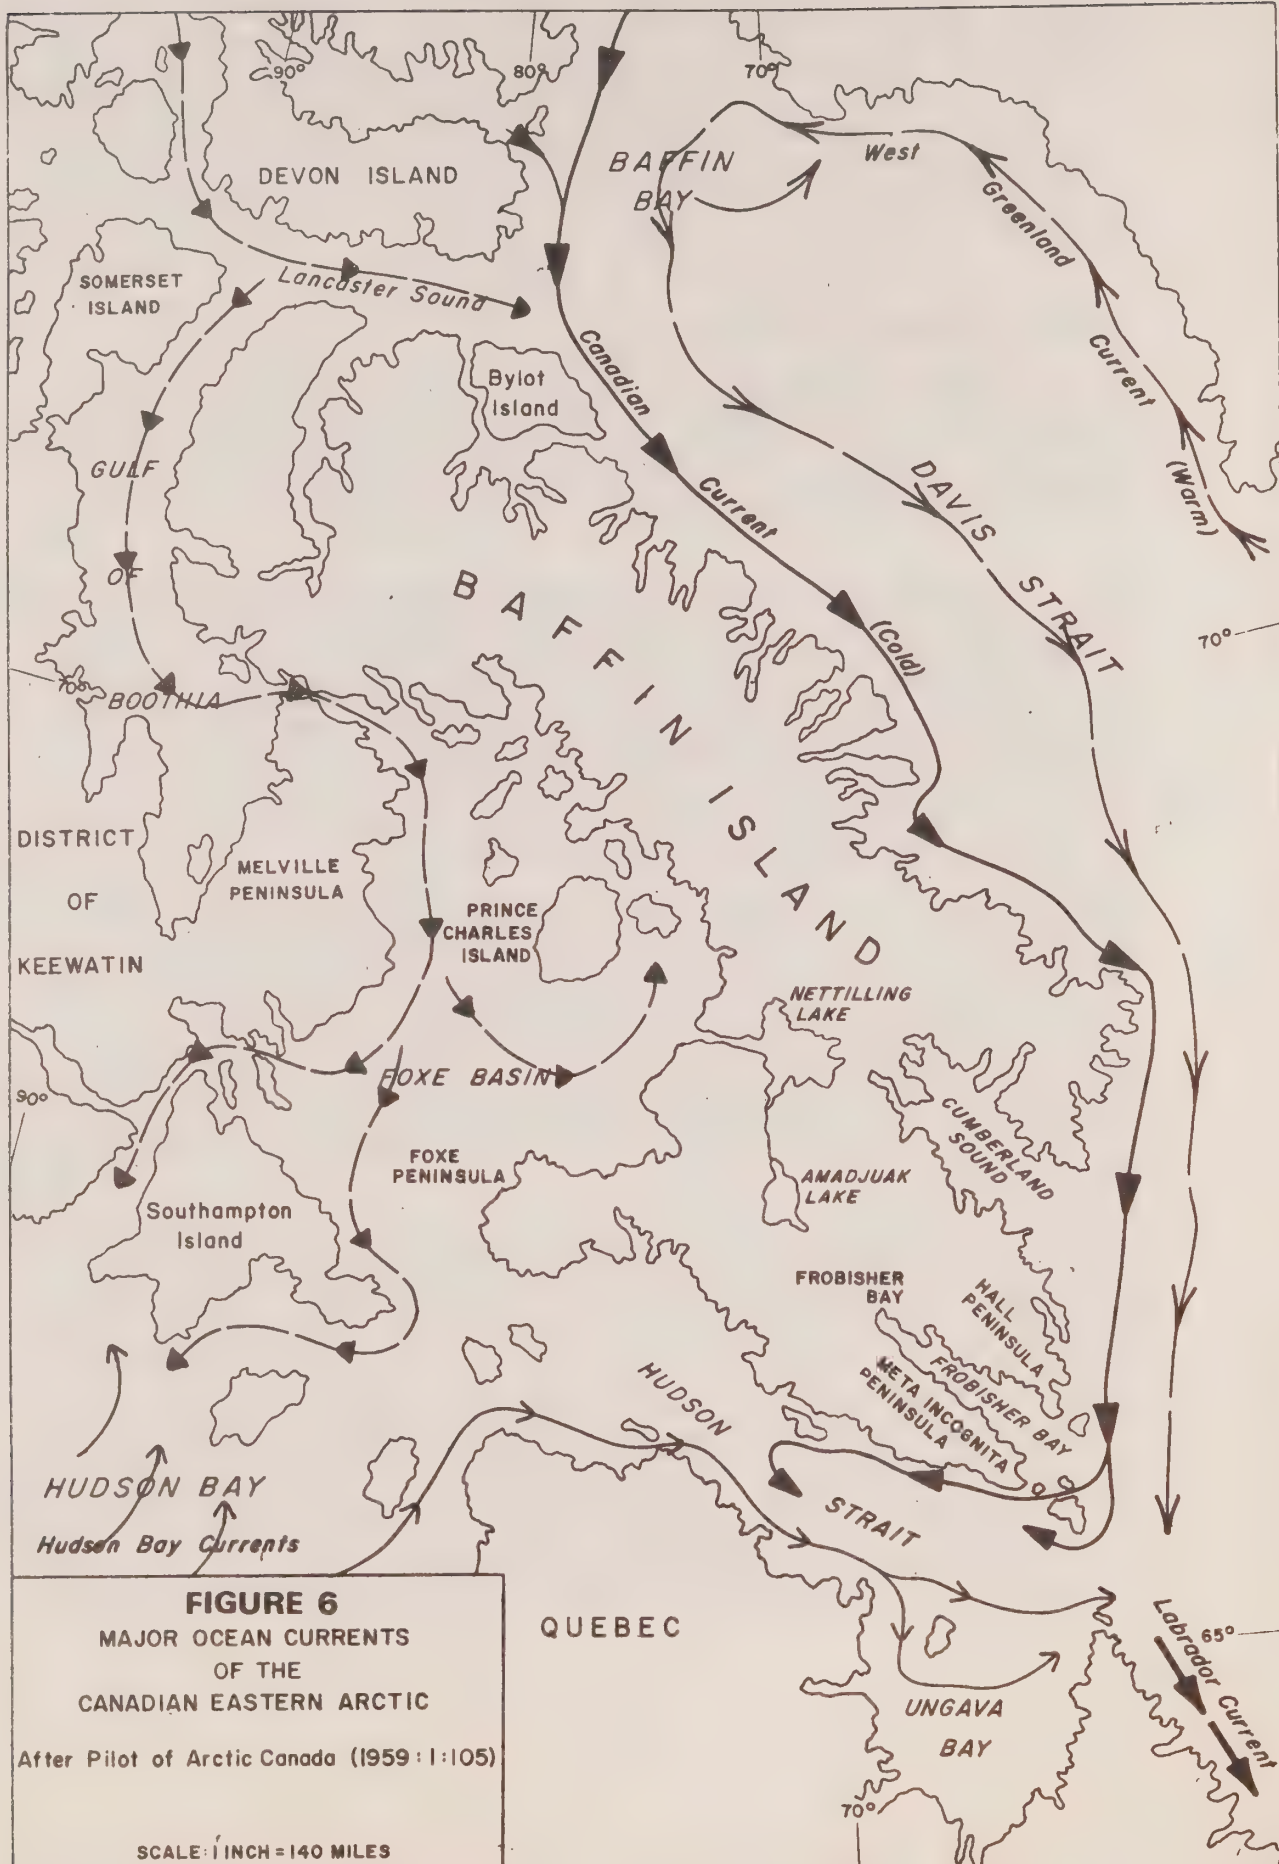 90°
80°
70°
BAFFIN
BAY
West
Greenland
Current
(Warm)
DEVON ISLAND
SOMERSET
ISLAND
Lancaster Sound
Bylot
Island
Canadian
Current
(Cold)
GULF
OF
BOOTHIA
DAVIS
STRAIT
70°
70°
BAFFIN ISLAND
DISTRICT
OF
KEEWATIN
MELVILLE
PENINSULA
PRINCE
CHARLES
ISLAND
NETTILLING
LAKE
FOXE BASIN
90°
CUMBERLAND
SOUND
FOXE
PENINSULA
AMADJUAK
LAKE
Southampton
Island
FROBISHER
BAY
HALL
PENINSULA
FROBISHER BAY
META INCOGNITA
PENINSULA
HUDSON
STRAIT
HUDSON BAY
Hudson Bay Currents
FIGURE 6
MAJOR OCEAN CURRENTS
OF THE
CANADIAN EASTERN ARCTIC
After Pilot of Arctic Canada (1959:1:105)
SCALE: 1 INCH = 140 MILES
QUEBEC
UNGAVA
BAY
Labrador Current
65°
70°